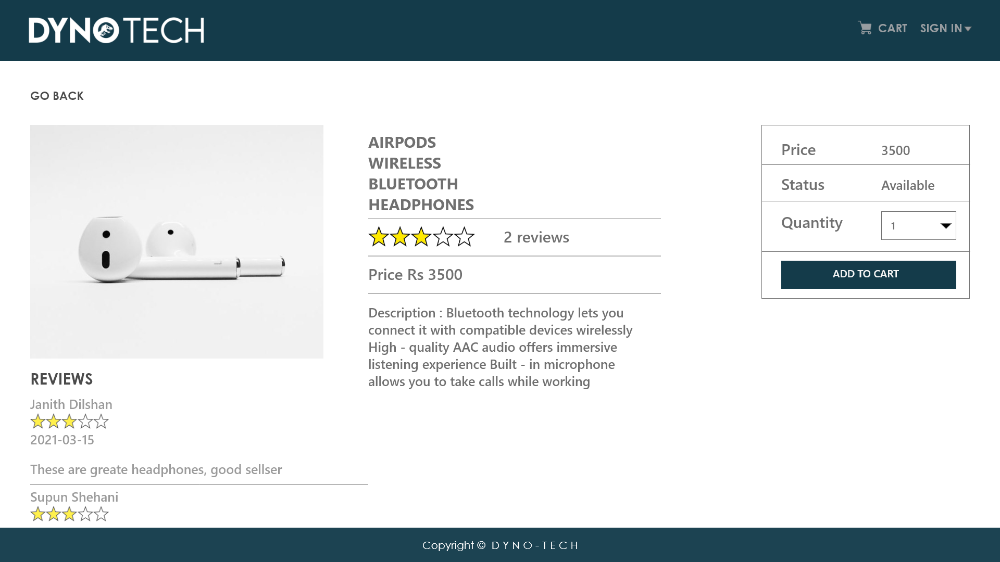 DYNOTECH
CART
SIGN IN
GO BACK
AIRPODS
WIRELESS
BLUETOOTH
HEADPHONES
2 reviews
Price Rs 3500
Description : Bluetooth technology lets you
connect it with compatible devices wirelessly
High - quality AAC audio offers immersive
listening experience Built - in microphone
allows you to take calls while working
Price 3500
Status Available
Quantity 1
ADD TO CART
REVIEWS
Janith Dilshan
2021-03-15
These are greate headphones, good sellser
Supun Shehani
Copyright © DYNO-TECH